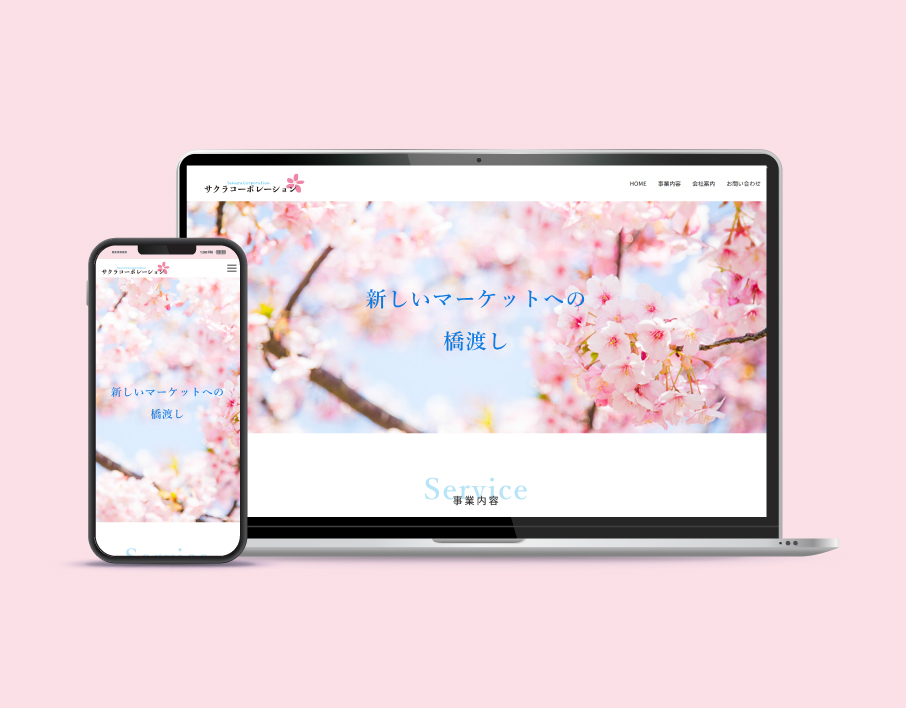 Sakura Corporation
サクラコーポレーション
HOME 事業内容 会社案内 お問い合わせ
新しいマーケットへの
橋渡し
Service
事業内容
サクラコーポレーション
新しいマーケットへの
橋渡し
Service